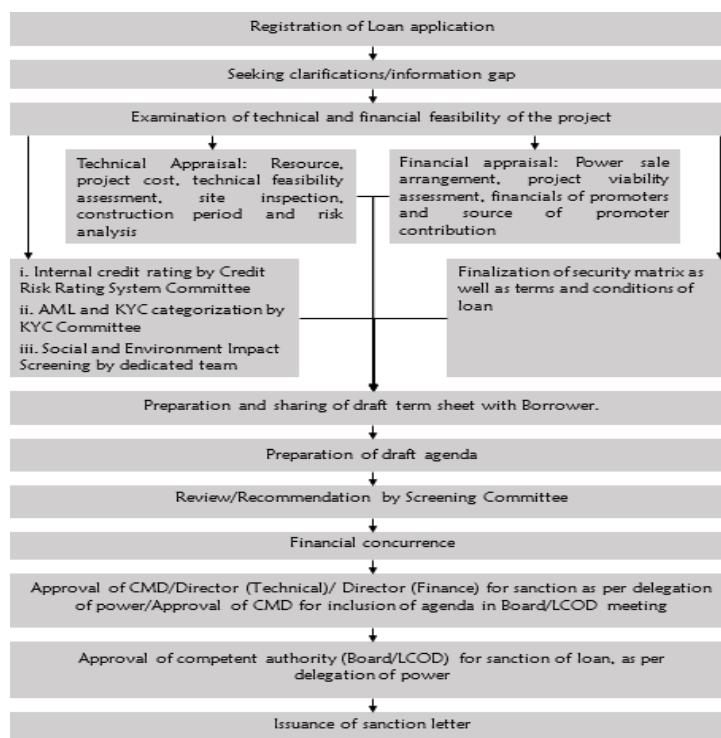 Registration of Loan application
Seeking clarifications/information gap
Examination of technical and financial feasibility of the project
Technical Appraisal: Resource,
project cost, technical feasibility
assessment, site inspection,
construction period and risk
analysis
Financial appraisal: Power sale
arrangement, project viability
assessment, financials of promoters
and source of promoter
contribution
i. Internal credit rating by Credit
Risk Rating System Committee
ii. AML and KYC categorization by
KYC Committee
iii. Social and Environment Impact
Screening by dedicated team
Finalization of security matrix as
well as terms and conditions of
loan
Preparation and sharing of draft term sheet with Borrower.
Preparation of draft agenda
Review/Recommendation by Screening Committee
Financial concurrence
Approval of CMD/Director (Technical)/ Director (Finance) for sanction as per delegation
of power/Approval of CMD for inclusion of agenda in Board/LCOD meeting
Approval of competent authority (Board/LCOD) for sanction of loan, as per
delegation of power
Issuance of sanction letter